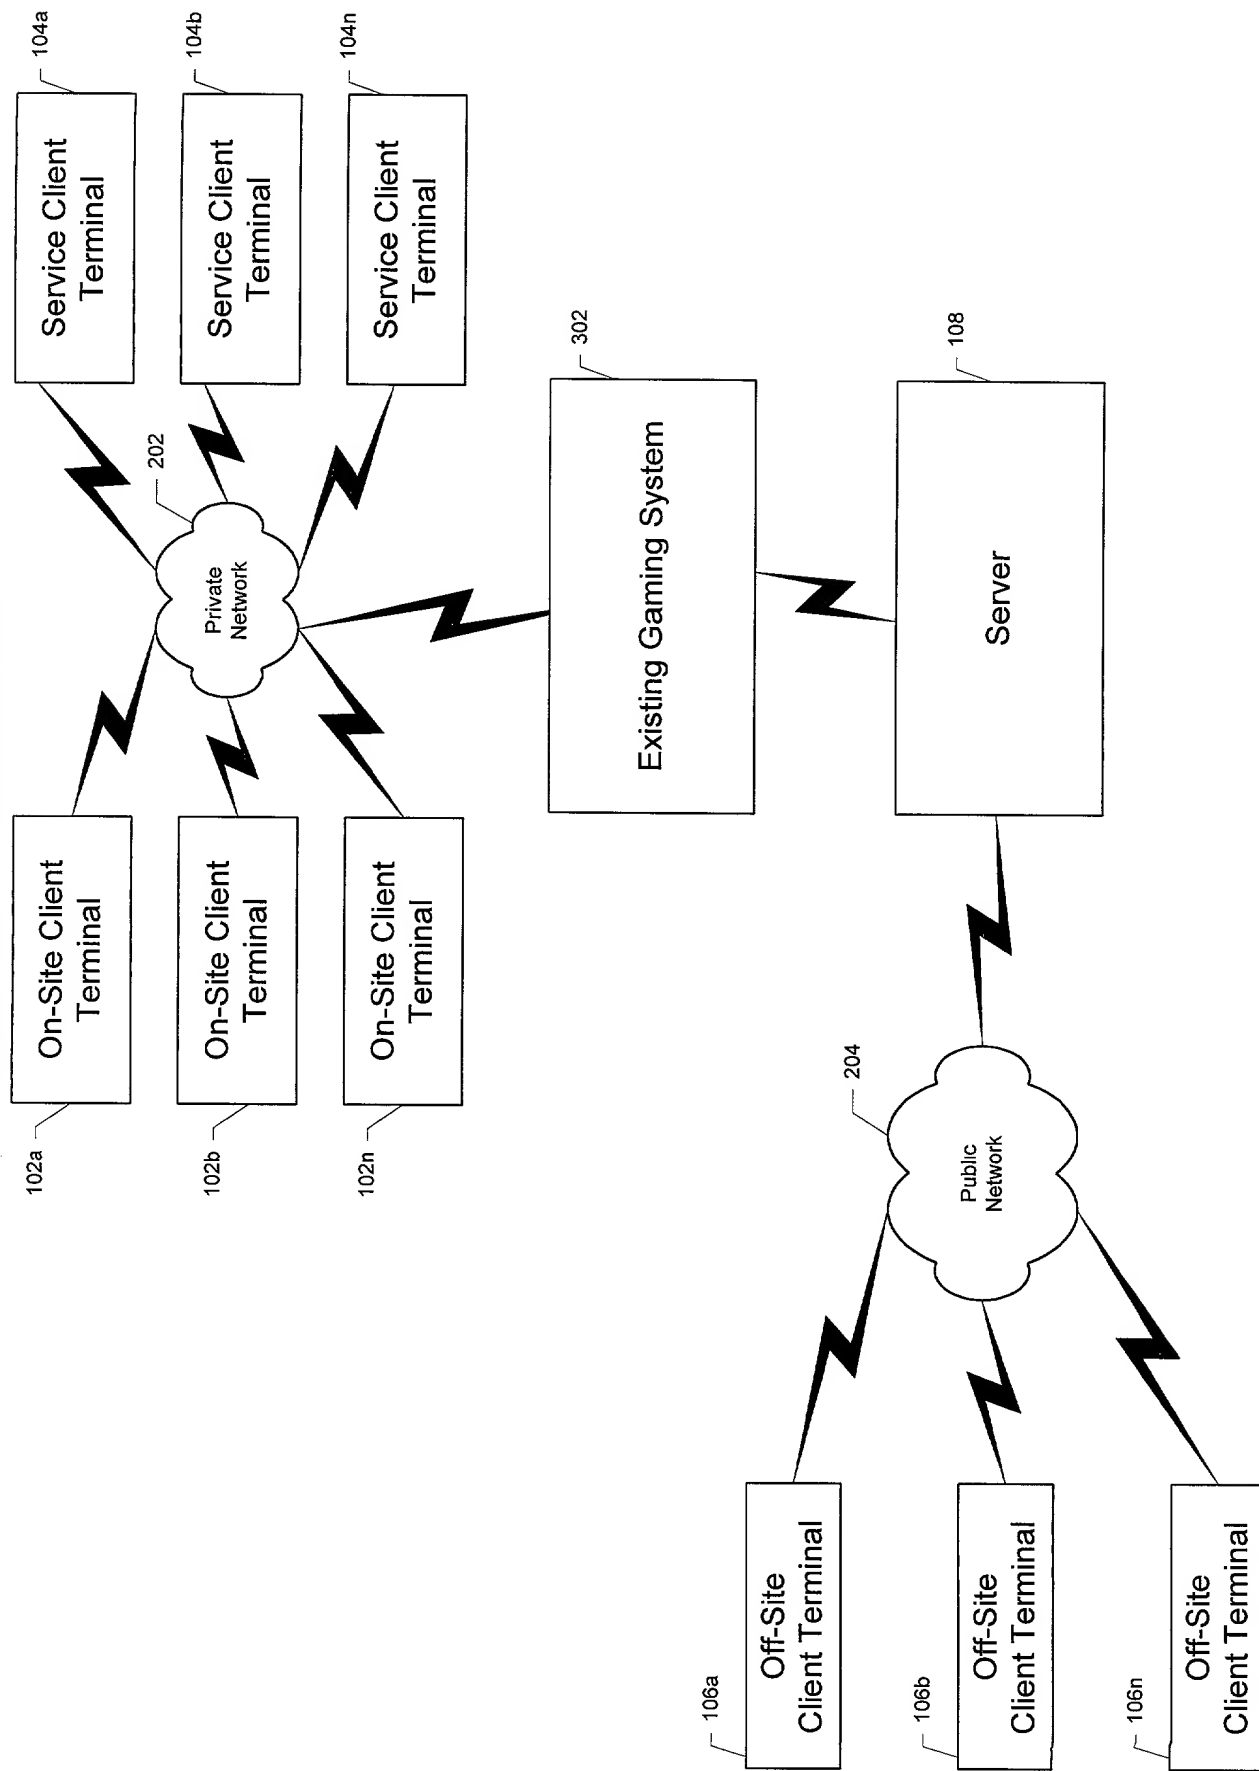 102a
On-Site Client
Terminal
102b
On-Site Client
Terminal
102n
On-Site Client
Terminal
104a
Service Client
Terminal
104b
Service Client
Terminal
104n
Service Client
Terminal
202
Private
Network
302
Existing Gaming System
108
Server
204
Public
Network
106a
Off-Site
Client Terminal
106b
Off-Site
Client Terminal
106n
Off-Site
Client Terminal